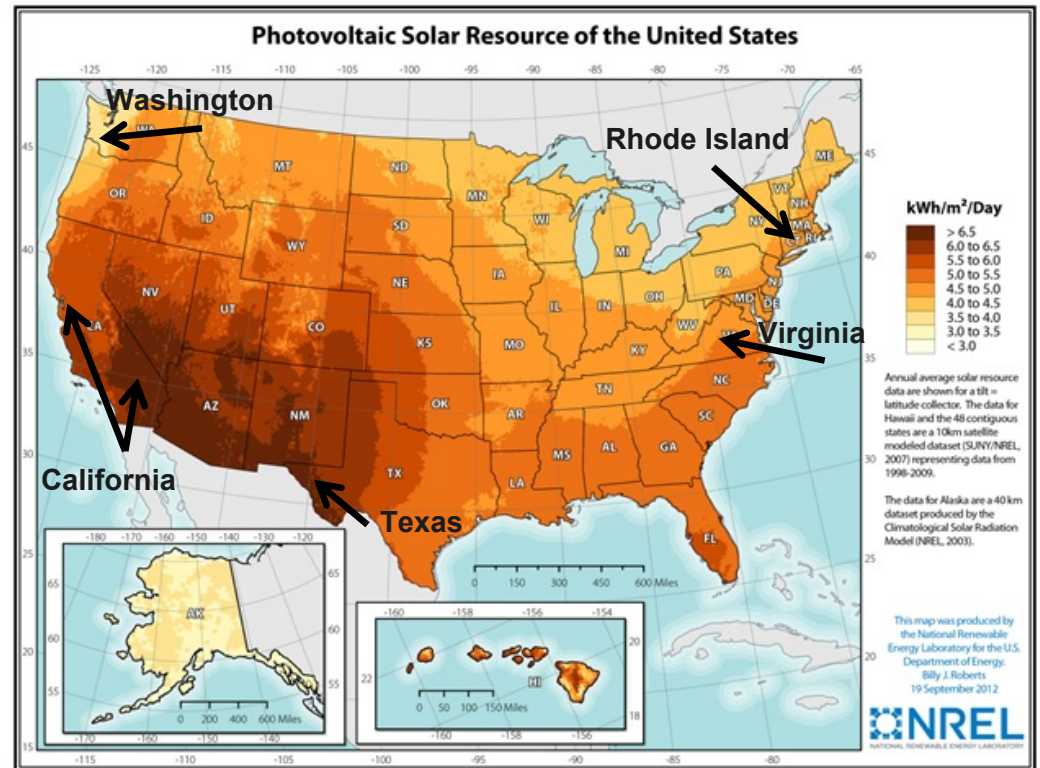 Photovoltaic Solar Resource of the United States
-125 -120 -115 -110 -105 -100 -95 -90 -85 -80 -75 -70 -65
Washington
Rhode Island
Virginia
California
Texas
WA
MT
ND
MN
ME
VT
NH
OR
ID
SD
WI
NY
MA
RI
WY
MI
IA
NE
PA
NJ
NV
UT
CO
IL
IN
OH
MD
DE
CA
KS
MO
WV
KY
AZ
NM
OK
AR
TN
NC
SC
TX
LA
MS
AL
GA
FL
45
40
35
30
25
20
15
45
40
35
30
25
20
0 150 300 450 600 Miles
-180 -170 -160 -150 -140 -130 -120
65
60
55
65
60
55
AK
0 200 400 600 Miles
-170 -160 -150 -140
-160 -158 -156 -154
20
22
HI
0 50 100 150 Miles
18
-160 -158 -156
-115 -110 -105 -100 -95 -90 -85 -80
kWh/m²/Day
> 6.5
6.0 to 6.5
5.5 to 6.0
5.0 to 5.5
4.5 to 5.0
4.0 to 4.5
3.5 to 4.0
3.0 to 3.5
< 3.0
Annual average solar resource
data are shown for a tilt =
latitude collector. The data for
Hawaii and the 48 contiguous
states are a 10km satellite
modeled dataset (SUNY/NREL,
2007) representing data from
1998-2009.
The data for Alaska are a 40 km
dataset produced by the
Climatological Solar Radiation
Model (NREL, 2003).
This map was produced by
the National Renewable
Energy Laboratory for the U.S.
Department of Energy.
Billy J. Roberts
19 September 2012
NREL
NATIONAL RENEWABLE ENERGY LABORATORY